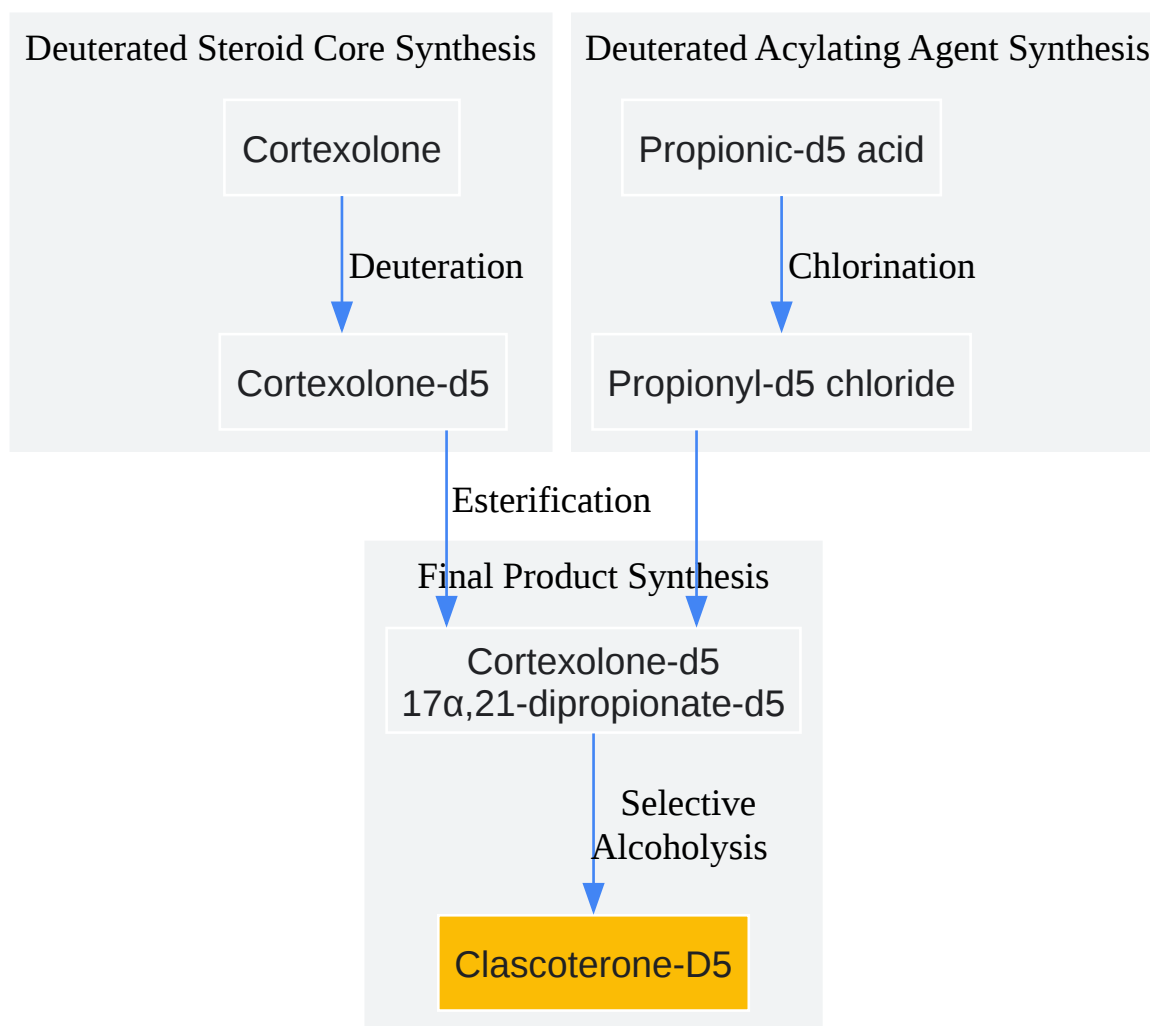 Deuterated Steroid Core Synthesis
Deuterated Acylating Agent Synthesis
Cortexolone
Propionic-d5 acid
Deuteration
Chlorination
Cortexolone-d5
Propionyl-d5 chloride
Esterification
Final Product Synthesis
Cortexolone-d5
17α,21-dipropionate-d5
Selective
Alcoholysis
Clascoterone-D5